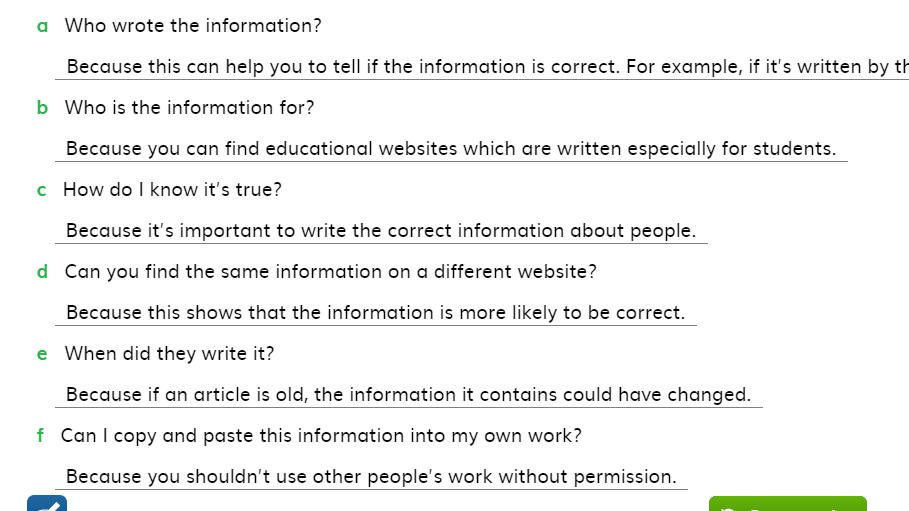 a Who wrote the information?
Because this can help you to tell if the information is correct. For example, if it's written by
b Who is the information for?
Because you can find educational websites which are written especially for students.
c How do I know it's true?
Because it's important to write the correct information about people.
d Can you find the same information on a different website?
Because this shows that the information is more likely to be correct.
e When did they write it?
Because if an article is old, the information it contains could have changed.
f Can I copy and paste this information into my own work?
Because you shouldn't use other people's work without permission.